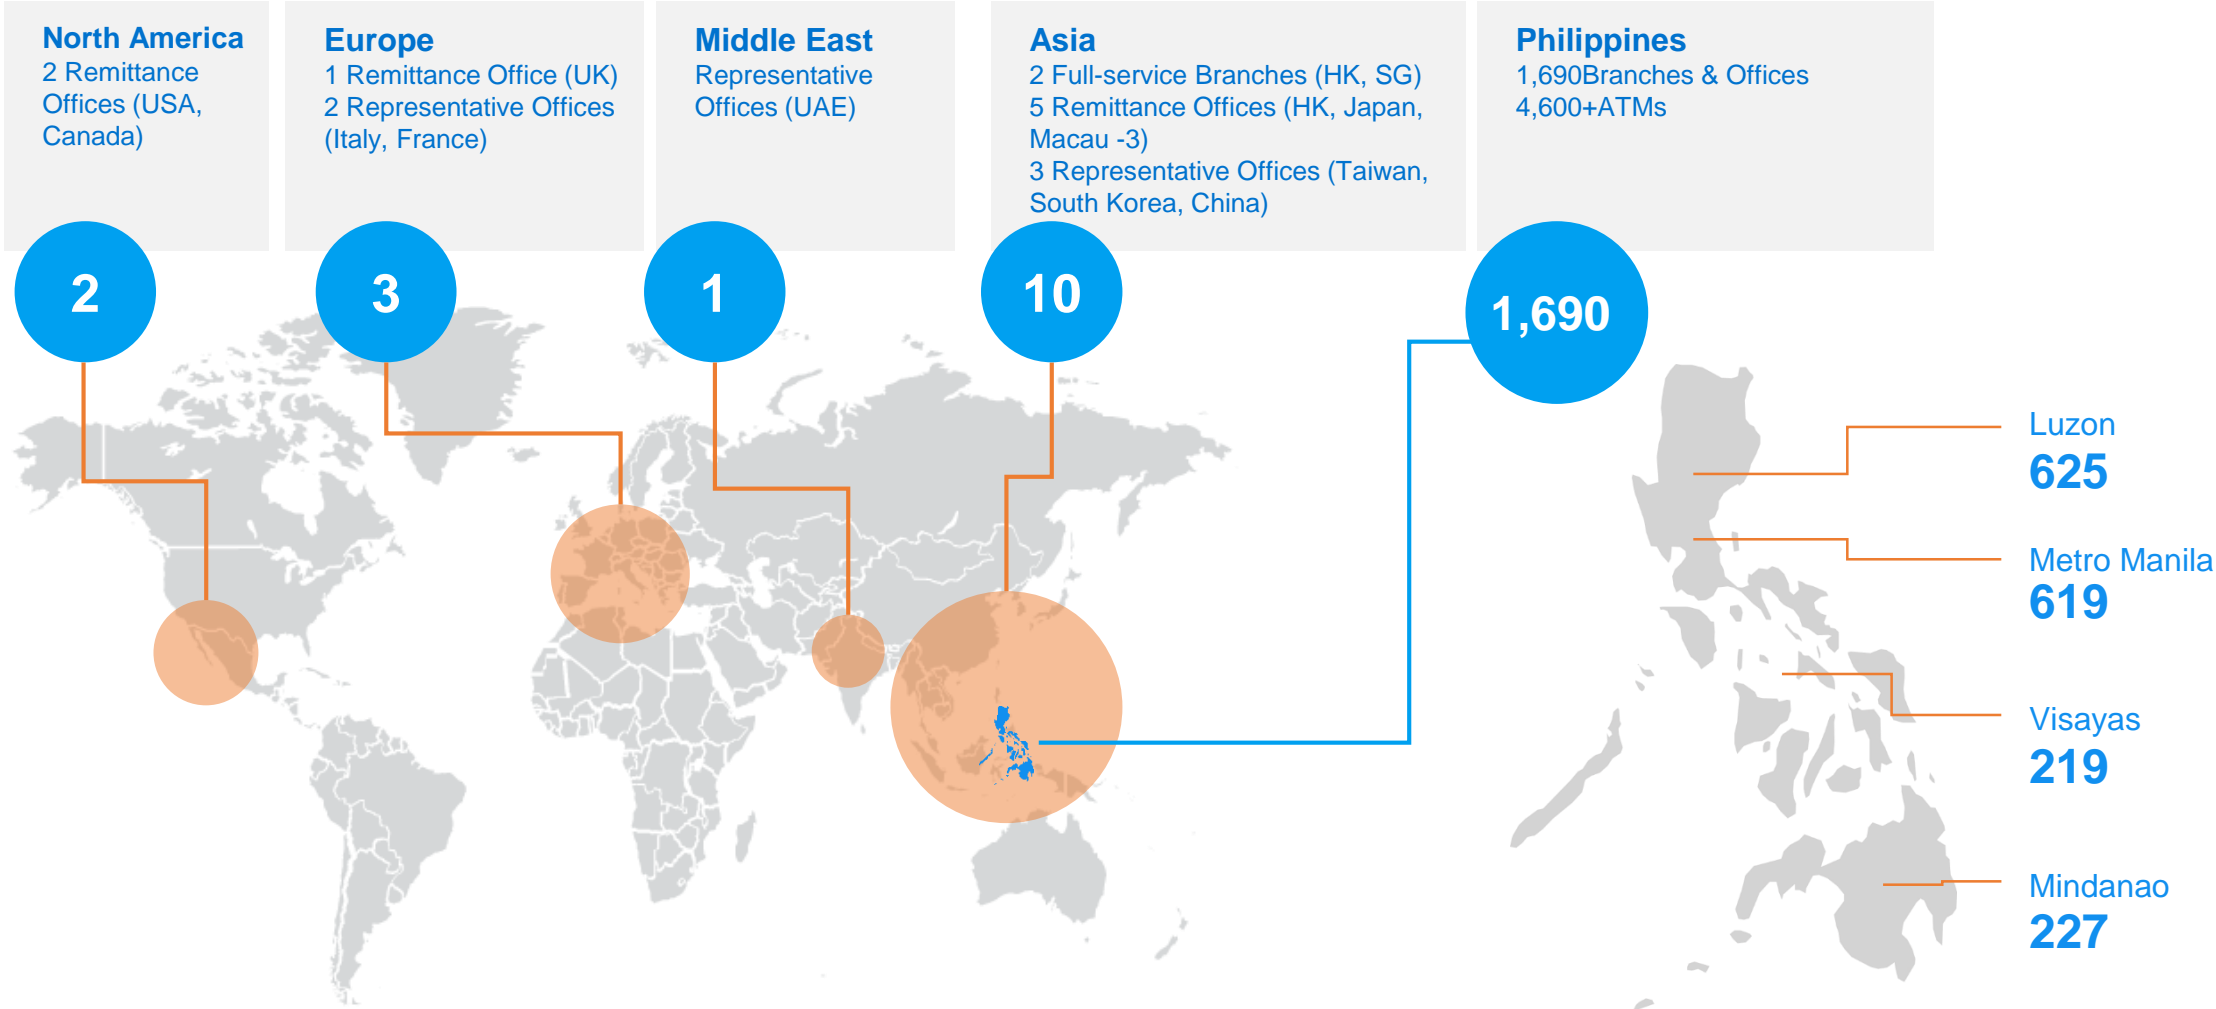 North America
2 Remittance
Offices (USA,
Canada)
Europe
1 Remittance Office (UK)
2 Representative Offices
(Italy, France)
Middle East
Representative
Offices (UAE)
Asia
2 Full-service Branches (HK, SG)
5 Remittance Offices (HK, Japan,
Macau -3)
3 Representative Offices (Taiwan,
South Korea, China)
Philippines
1,690Branches & Offices
4,600+ATMs
2
3
1
10
1,690
Luzon
625
Metro Manila
619
Visayas
219
Mindanao
227